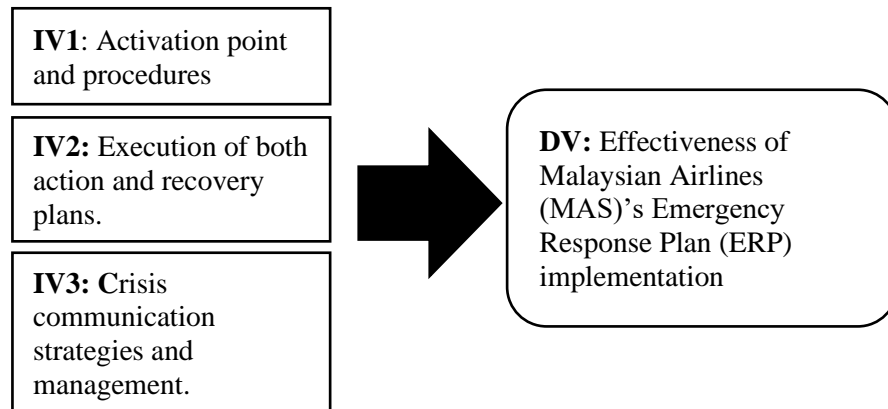 IV1: Activation point
and procedures
IV2: Execution of both
action and recovery
plans.
IV3: Crisis
communication
strategies and
management.
DV: Effectiveness of
Malaysian Airlines
(MAS)’s Emergency
Response Plan (ERP)
implementation